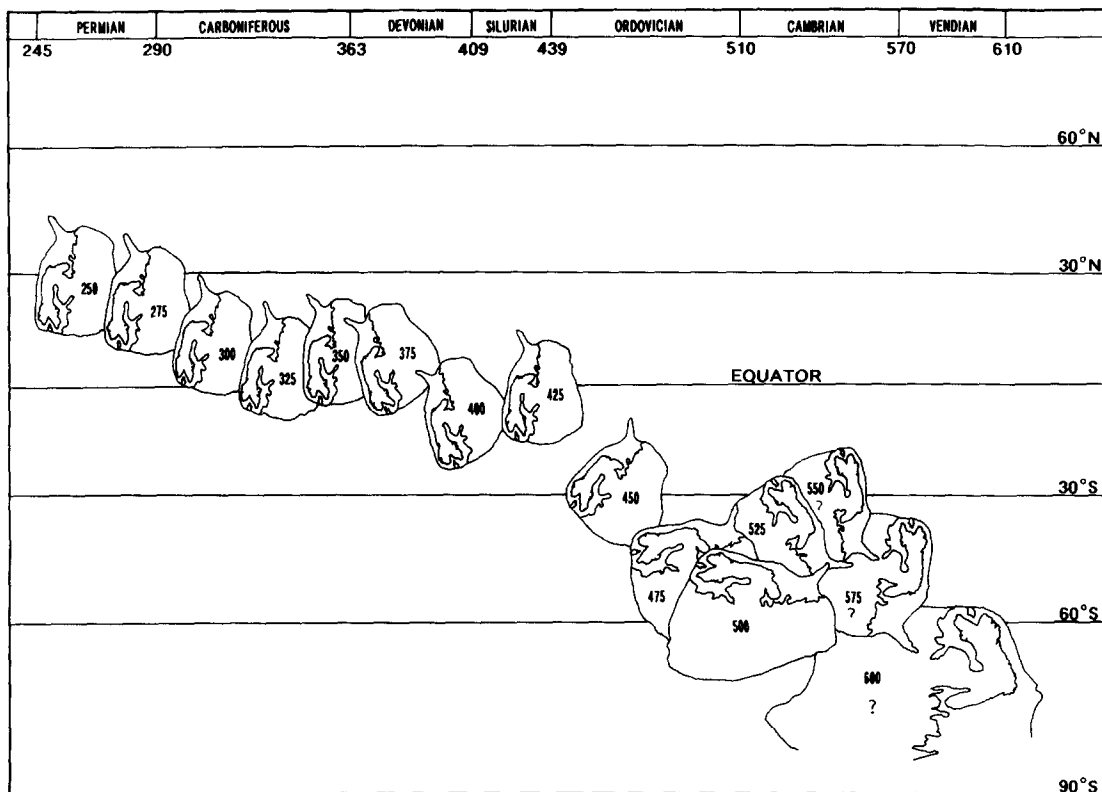 PERMIAN CARBONIFEROUS DEVONIAN SILURIAN ORDOVICIAN CAMBRIAN VENDIAN
245 290 363 409 439 510 570 610
60°N
30°N
250
275
300
325
350
375
400
425
EQUATOR
30°S
450
475
500
525
550
?
575
?
60°S
600
?
90°S